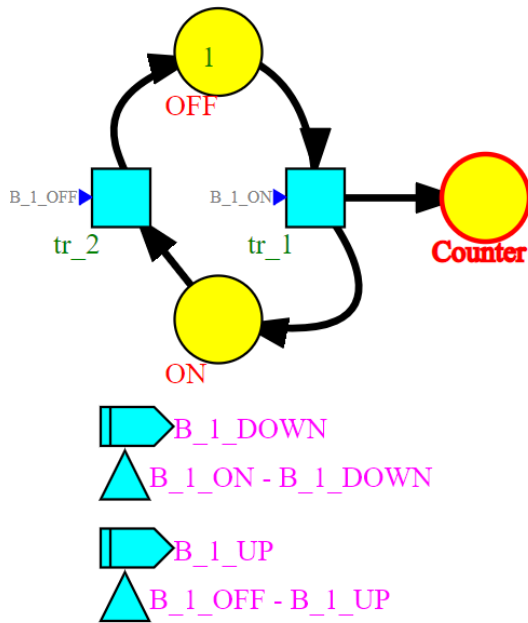 1
OFF
B_1_OFF
B_1_ON
tr_2
tr_1
Counter
ON
B_1_DOWN
B_1_ON - B_1_DOWN
B_1_UP
B_1_OFF - B_1_UP